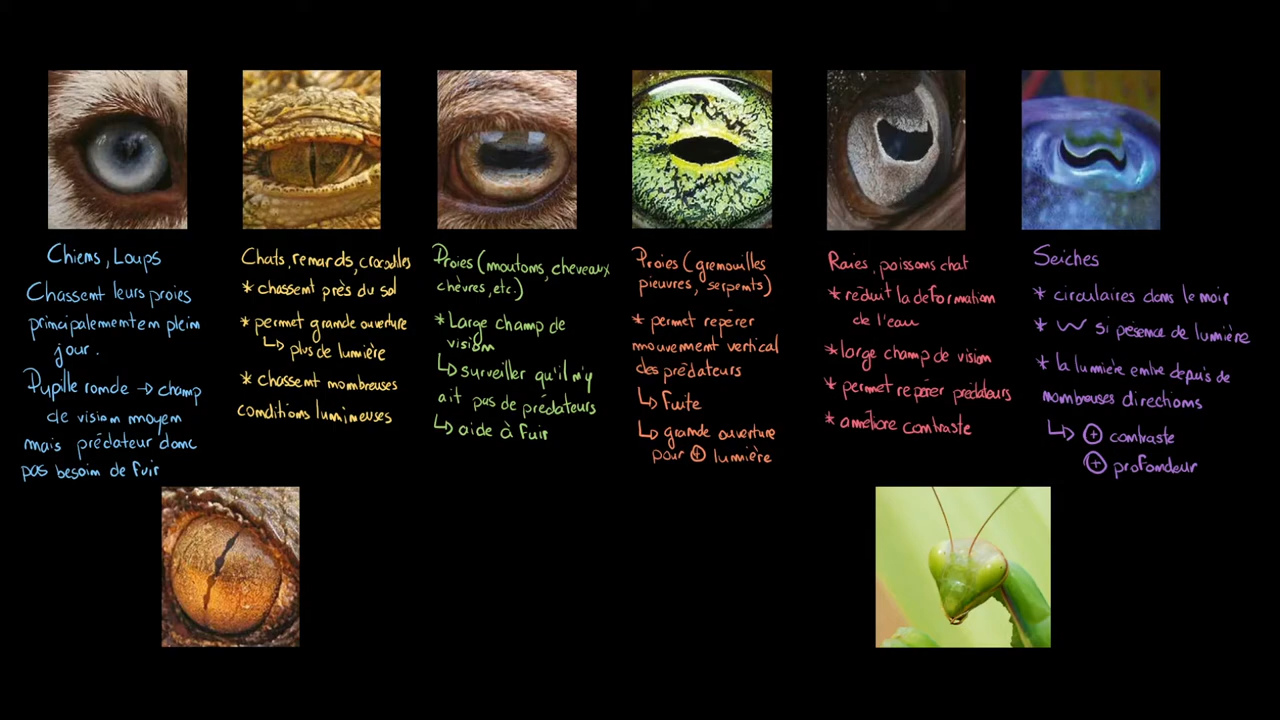 Chiens, Loups
Chassent leurs proies
principalement en plein
jour.
Pupille ronde → champ
de vision moyen
mais prédateur donc
pas besoin de fuir
Chats, renards, crocodiles
* chassent près du sol
* permet grande ouverture
↳ plus de lumière
* chassent nombreuses
conditions lumineuses
Proies (moutons, cheveaux
chèvres, etc.)
* Large champ de
vision
↳ surveiller qu'il n'y
ait pas de prédateurs
↳ aide à fuir
Proies (grenouilles
pieuvres, serpents)
* permet repérer
mouvement vertical
des prédateurs
↳ fuite
↳ grande ouverture
pour ⊕ lumière
Raies, poissons chat
* réduit la déformation
de l'eau
* large champ de vision
* permet repérer prédateurs
* améliore contraste
Seiches
* circulaires dans le noir
* W si présence de lumière
* la lumière entre depuis de
nombreuses directions
↳ ⊕ contraste
⊕ profondeur